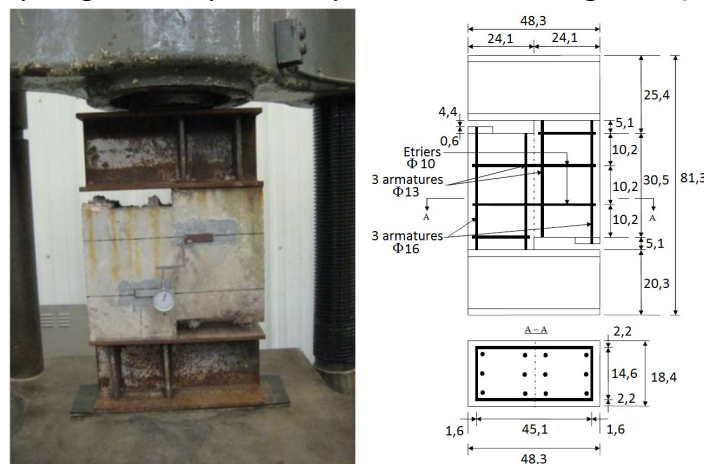 48,3
24,1
24,1
4,4
0,6
5,1
25,4
Etriers
Φ 10
10,2
3 armatures
Φ13
10,2
30,5
81,3
A
A
10,2
3 armatures
Φ16
5,1
20,3
A – A
2,2
14,6
18,4
2,2
1,6
45,1
1,6
48,3